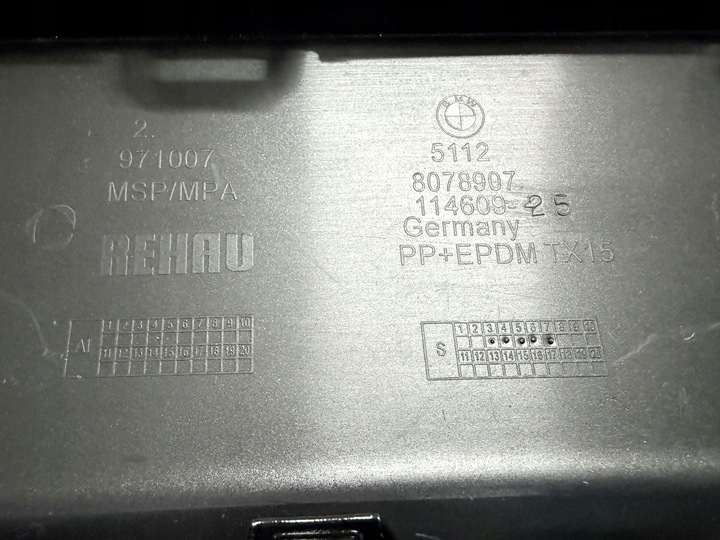 2.
971007
MSP/MPA
REHAU
AI
1 2 3 4 5 6 7 8 9 10
11 12 13 14 15 16 17 18 19 20
BMW
5112
8078907
114609-25
Germany
PP+EPDM TX15
S
1 2 3 4 5 6 7 8 9 10
11 12 13 14 15 16 17 18 19 20